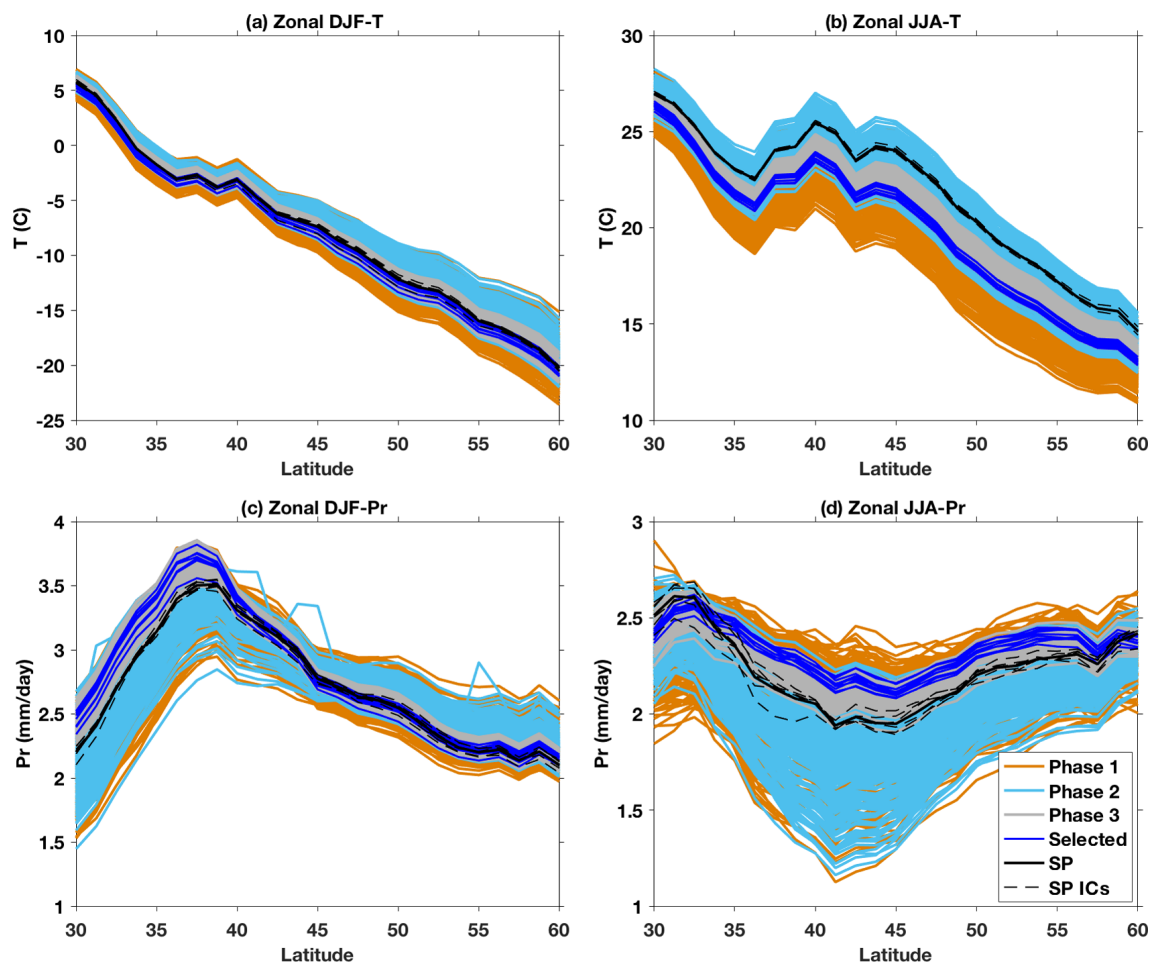 (a) Zonal DJF-T
10
5
0
-5
-10
-15
-20
-25
T (C)
30 35 40 45 50 55 60
Latitude
(b) Zonal JJA-T
30
25
20
15
10
T (C)
30 35 40 45 50 55 60
Latitude
(c) Zonal DJF-Pr
4
3.5
3
2.5
2
1.5
1
Pr (mm/day)
30 35 40 45 50 55 60
Latitude
(d) Zonal JJA-Pr
3
2.5
2
1.5
1
Pr (mm/day)
30 35 40 45 50 55 60
Latitude
Phase 1
Phase 2
Phase 3
Selected
SP
SP ICs